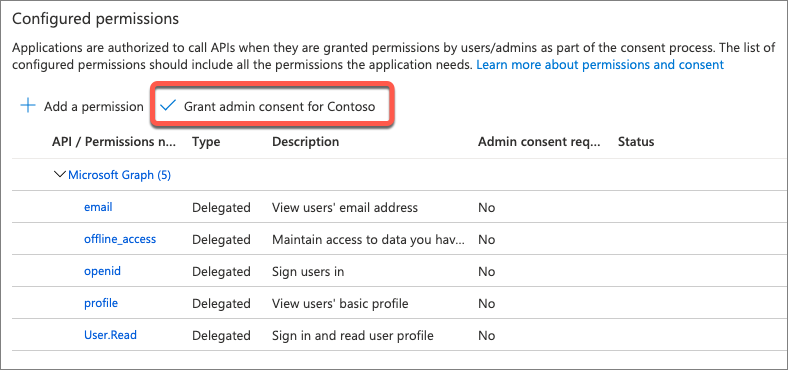 Configured permissions
Applications are authorized to call APIs when they are granted permissions by users/admins as part of the consent process. The list of
configured permissions should include all the permissions the application needs. Learn more about permissions and consent
Add a permission Grant admin consent for Contoso
API / Permissions n... Type Description Admin consent req... Status
Microsoft Graph (5)
email Delegated View users' email address No
offline_access Delegated Maintain access to data you hav... No
openid Delegated Sign users in No
profile Delegated View users' basic profile No
User.Read Delegated Sign in and read user profile No